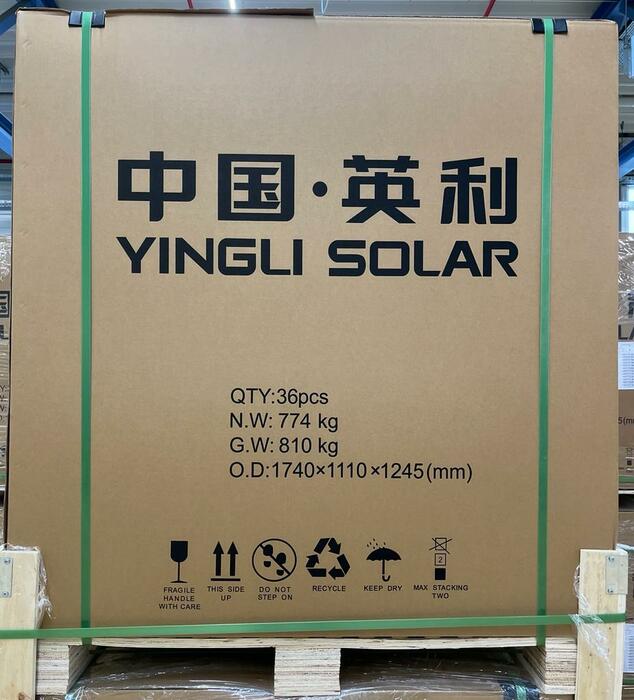 中国·英利
YINGLI SOLAR
QTY:36pcs
N.W: 774 kg
G.W: 810 kg
O.D:1740×1110×1245(mm)
FRAGILE
HANDLE
WITH CARE
THIS SIDE
UP
DO NOT
STEP ON
RECYCLE
KEEP DRY
2
MAX STACKING
TWO